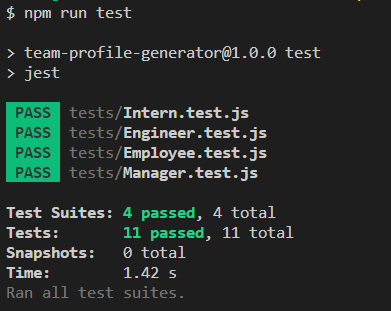 $ npm run test
> team-profile-generator@1.0.0 test
> jest
PASS tests/Intern.test.js
PASS tests/Engineer.test.js
PASS tests/Employee.test.js
PASS tests/Manager.test.js
Test Suites: 4 passed, 4 total
Tests: 11 passed, 11 total
Snapshots: 0 total
Time: 1.42 s
Ran all test suites.